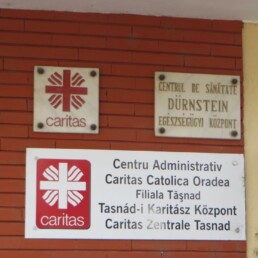 caritas
CENTRUL DE SĂNĂTATE
DÜRNSTEIN
EGÉSZSÉGÜGYI KÖZPONT
caritas
Centru Administrativ
Caritas Catolica Oradea
Filiala Tăşnad
Tasnád-i Karitász Központ
Caritas Zentrale Tasnad